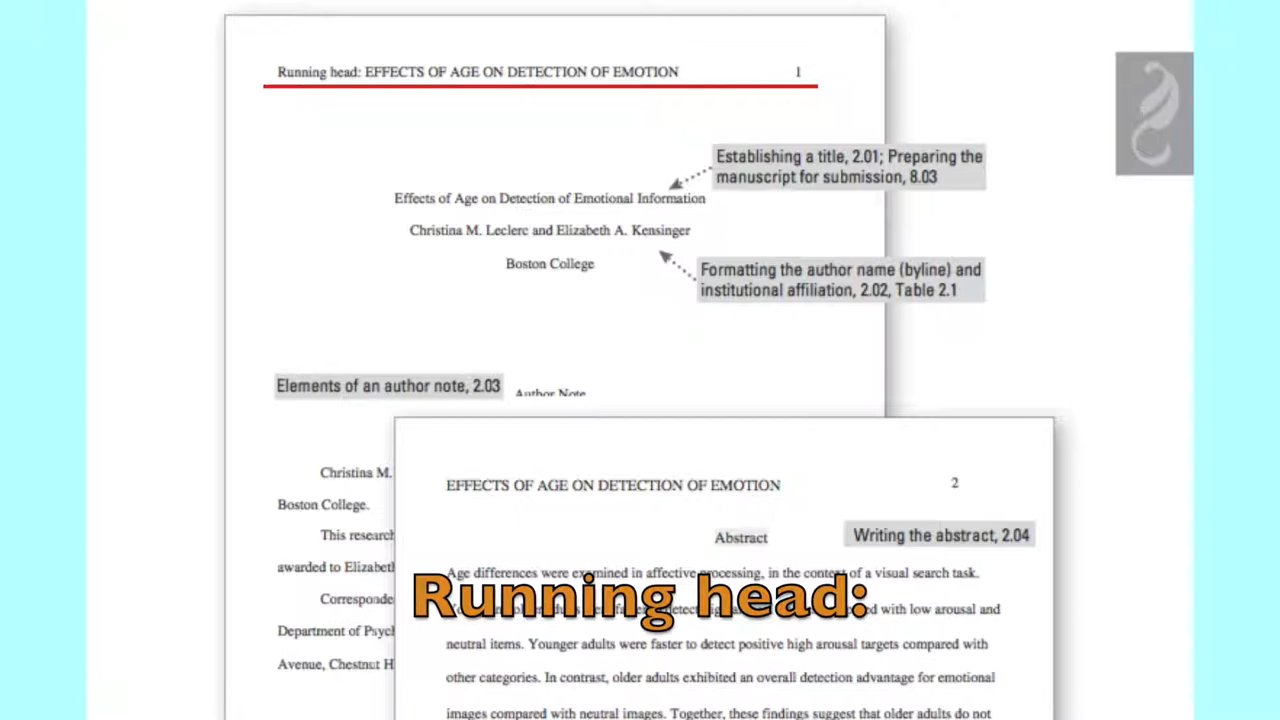 Running head: EFFECTS OF AGE ON DETECTION OF EMOTION 1
Establishing a title, 2.01; Preparing the
manuscript for submission, 8.03
Effects of Age on Detection of Emotional Information
Christina M. Leclerc and Elizabeth A. Kensinger
Boston College
Formatting the author name (byline) and
institutional affiliation, 2.02, Table 2.1
Elements of an author note, 2.03
Author Note
Christina M.
Boston College.
This research
awarded to Elizabeth
Corresponde
Department of Psych
Avenue, Chestnut H
EFFECTS OF AGE ON DETECTION OF EMOTION 2
Abstract
Writing the abstract, 2.04
Age differences were examined in affective processing, in the context of a visual search task.
Running head:
with low arousal and
neutral items. Younger adults were faster to detect positive high arousal targets compared with
other categories. In contrast, older adults exhibited an overall detection advantage for emotional
images compared with neutral images. Together, these findings suggest that older adults do not